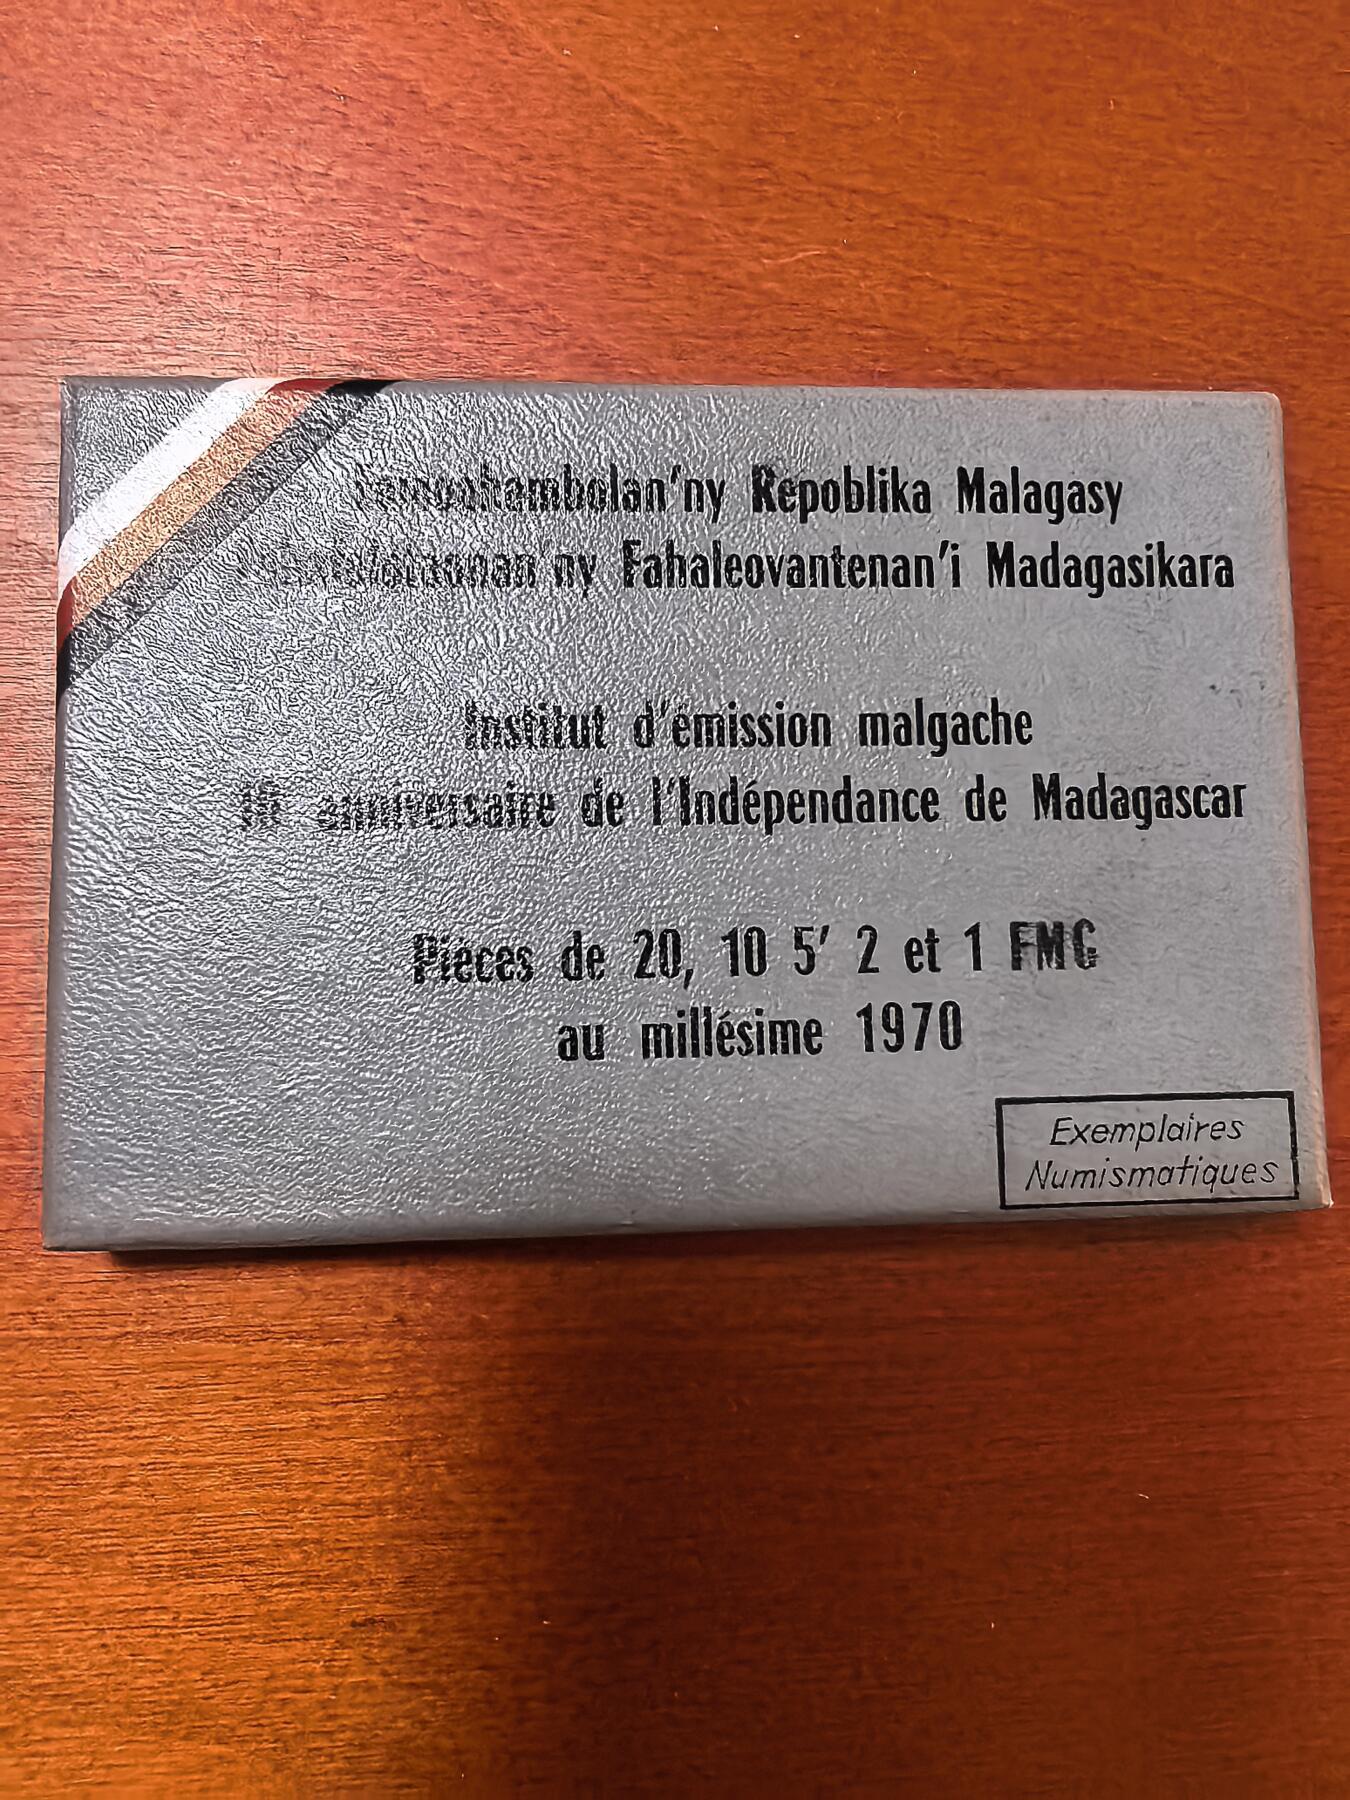 Repoblika Malagasy
ny Fahaleovantenan'i Madagasikara
Institut d'émission malgache
anniversaire de l'Indépendance de Madagascar
Pièces de 20, 10 5' 2 et 1 FMG
au millésime 1970
Exemplaires
Numismatiques